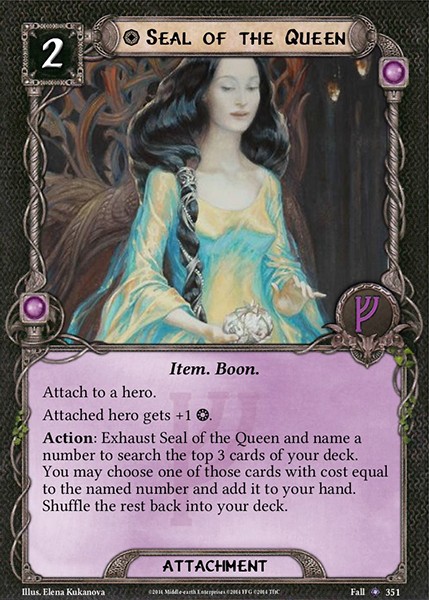 2
SEAL OF THE QUEEN
Item. Boon.
Attach to a hero.
Attached hero gets +1 .
Action: Exhaust Seal of the Queen and name a
number to search the top 3 cards of your deck.
You may choose one of those cards with cost equal
to the named number and add it to your hand.
Shuffle the rest back into your deck.
ATTACHMENT
Illus. Elena Kukanova
©2014 Middle-earth Enterprises ©2014 FFG ©2014 TDC
Fall 351